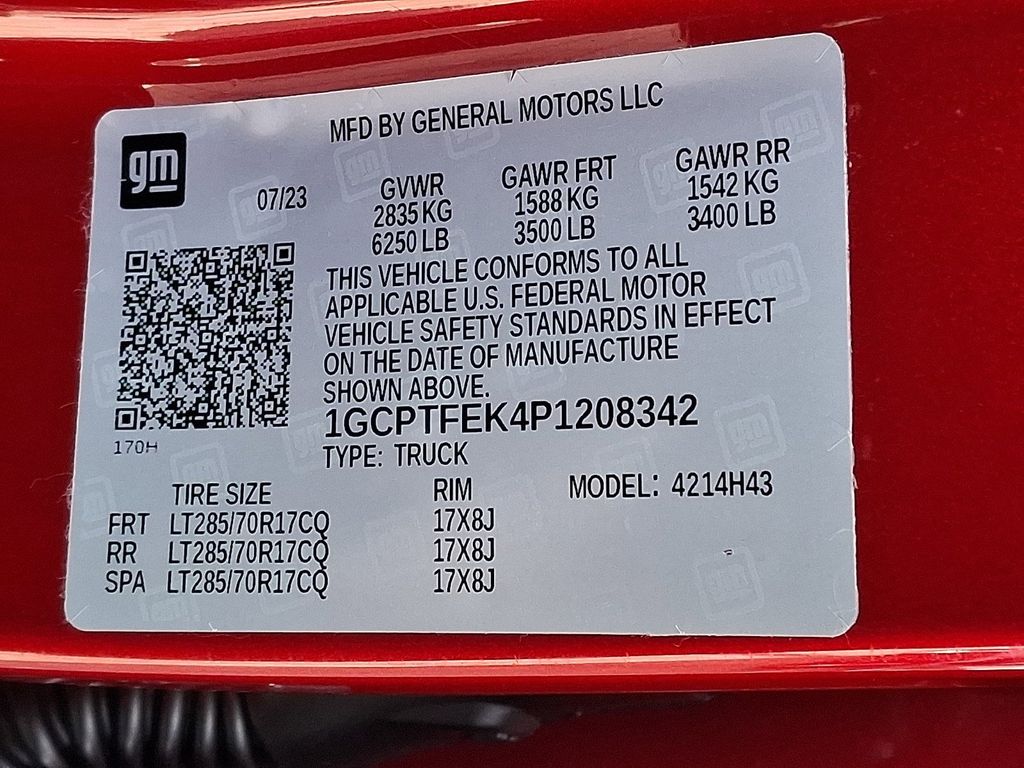 MFD BY GENERAL MOTORS LLC
gm
07/23
GVWR GAWR FRT GAWR RR
2835 KG 1588 KG 1542 KG
6250 LB 3500 LB 3400 LB
THIS VEHICLE CONFORMS TO ALL
APPLICABLE U.S. FEDERAL MOTOR
VEHICLE SAFETY STANDARDS IN EFFECT
ON THE DATE OF MANUFACTURE
SHOWN ABOVE.
1GCPTFEK4P1208342
170H
TYPE: TRUCK
TIRE SIZE RIM MODEL: 4214H43
FRT LT285/70R17CQ 17X8J
RR LT285/70R17CQ 17X8J
SPA LT285/70R17CQ 17X8J